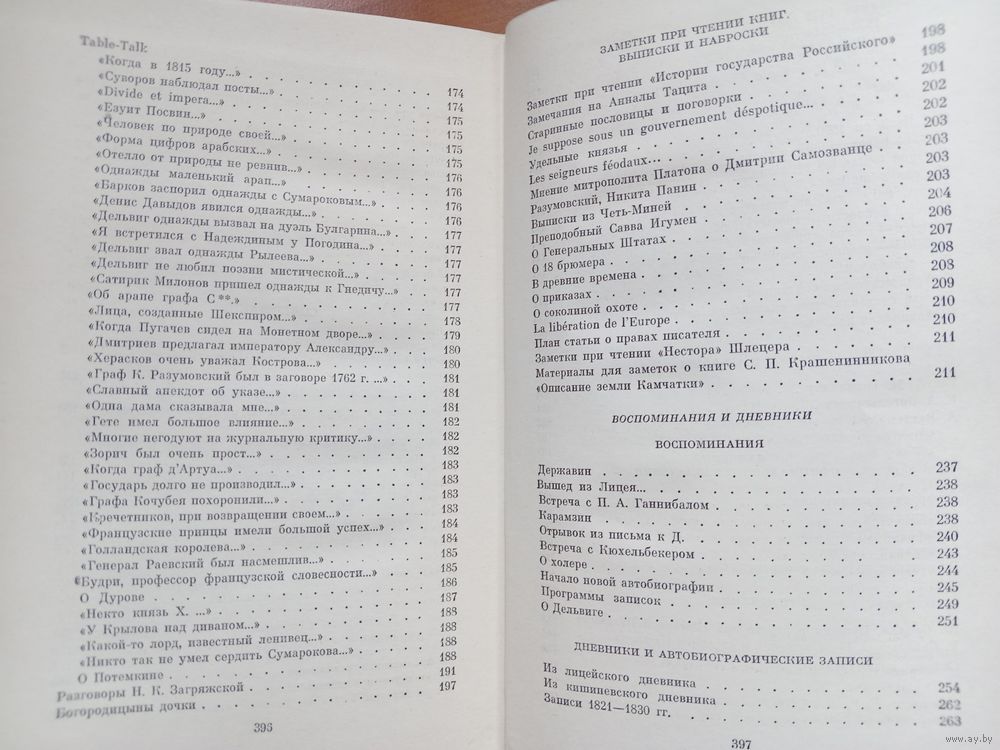 Table-Talk
«Когда в 1815 году...» 174
«Суворов наблюдал посты...» 174
«Divide et impera...» 175
«Езуит Посвин...» 175
«Человек по природе своей...» 175
«Форма цифров арабских...» 175
«Отелло от природы не ревнив...» 176
«Однажды маленький арап...» 176
«Барков заспорил однажды с Сумароковым...» 176
«Денис Давыдов явился однажды...» 176
«Дельвиг однажды вызвал на дуэль Булгарина...» 177
«Я встретился с Надеждиным у Погодина...» 177
«Дельвиг звал однажды Рылеева...» 177
«Дельвиг не любил поэзии мистической...» 177
«Сатирик Милонов пришел однажды к Гнедичу...» 177
«Об арапе графа С**.» 177
«Лица, созданные Шекспиром...» 178
«Когда Пугачев сидел на Монетном дворе...» 179
«Дмитриев предлагал императору Александру...» 180
«Херасков очень уважал Кострова...» 180
«Граф К. Разумовский был в заговоре 1762 г. ...» 181
«Славный анекдот об указе...» 181
«Одна дама сказывала мне...» 181
«Гете имел большое влияние...» 182
«Многие негодуют на журнальную критику...» 182
«Зорич был очень прост...» 182
«Когда граф д'Артуа...» 183
«Государь долго не производил...» 183
«Графа Кочубея похоронили...» 183
«Кречетников, при возвращении своем...» 183
«Французские принцы имели большой успех...» 184
«Голландская королева...» 184
«Генерал Раевский был насмешлив...» 185
«Будри, профессор французской словесности...» 185
О Дурове 186
«Некто князь Х. ...» 187
«У Крылова над диваном...» 188
«Какой-то лорд, известный ленивец...» 188
«Никто так не умел сердить Сумарокова...» 188
О Потемкине 188
Разговоры Н. К. Загряжской 191
Богородицыны дочки 197
396
ЗАМЕТКИ ПРИ ЧТЕНИИ КНИГ.
ВЫПИСКИ И НАБРОСКИ
Заметки при чтении «Истории государства Российского» 198
Замечания на Анналы Тацита 198
Старинные пословицы и поговорки 201
Je suppose sous un gouvernement déspotique... 202
Удельные князья 202
Les seigneurs féodaux... 203
Мнение митрополита Платона о Дмитрии Самозванце 203
Разумовский, Никита Панин 203
Выписки из Четь-Миней 203
Преподобный Савва Игумен 204
О Генеральных Штатах 206
О 18 брюмера 207
В древние времена 208
О приказах 208
О соколиной охоте 209
La libération de l'Europe 210
План статьи о правах писателя 210
Заметки при чтении «Нестора» Шлецера 211
Материалы для заметок о книге С. П. Крашенинникова
«Описание земли Камчатки» 211
ВОСПОМИНАНИЯ И ДНЕВНИКИ
ВОСПОМИНАНИЯ
Державин 237
Вышед из Лицея... 238
Встреча с П. А. Ганнибалом 238
Карамзин 238
Отрывок из письма к Д. 240
Встреча с Кюхельбекером 243
О холере 244
Начало новой автобиографии 245
Программы записок 249
О Дельвиге 251
ДНЕВНИКИ И АВТОБИОГРАФИЧЕСКИЕ ЗАПИСИ
Из лицейского дневника 254
Из кишиневского дневника 262
Записи 1821—1830 гг. 263
397
www.ay.by